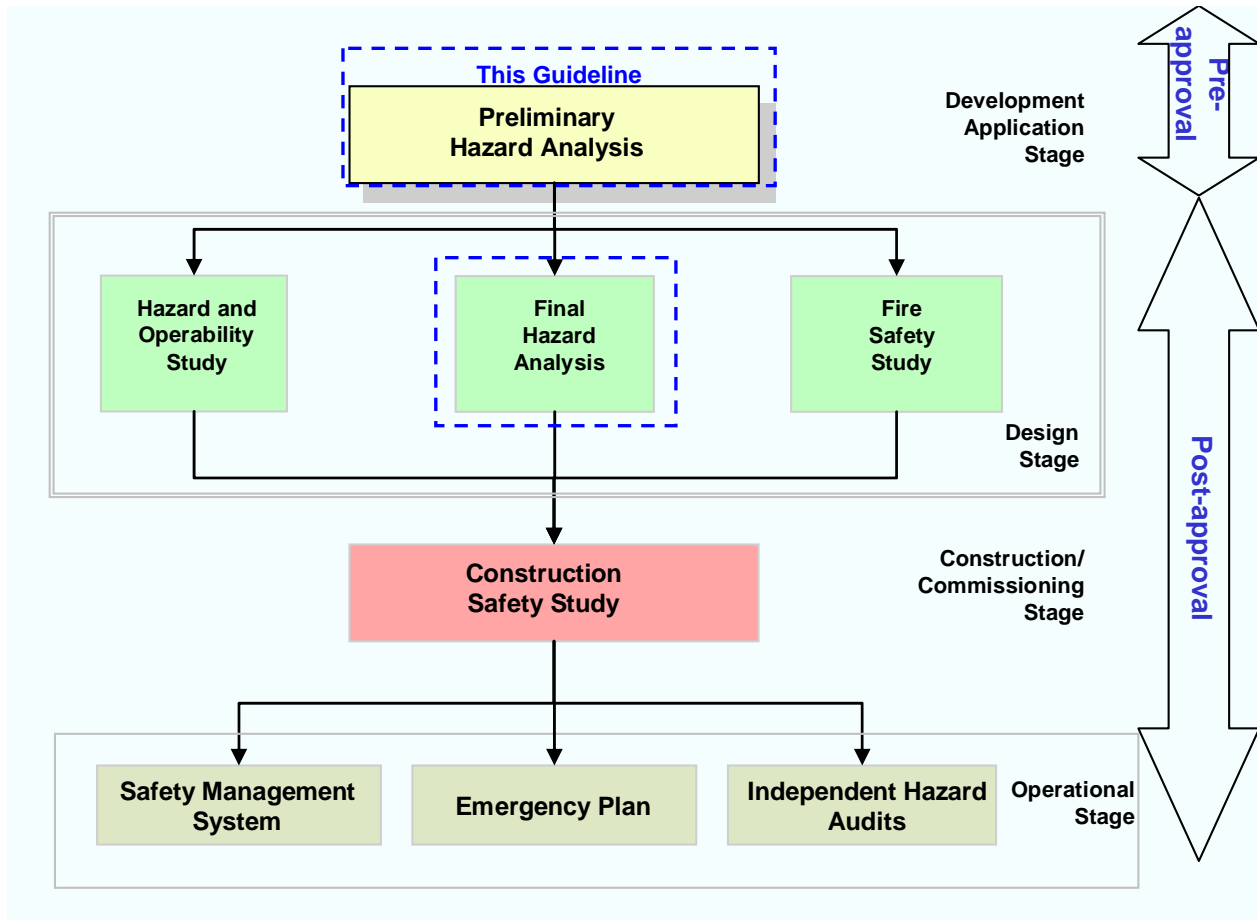 This Guideline
Preliminary
Hazard Analysis
Development
Application
Stage
Pre-
approval
Hazard and
Operability
Study
Final
Hazard
Analysis
Fire
Safety
Study
Design
Stage
Post-approval
Construction
Safety Study
Construction/
Commissioning
Stage
Safety Management
System
Emergency Plan
Independent Hazard
Audits
Operational
Stage